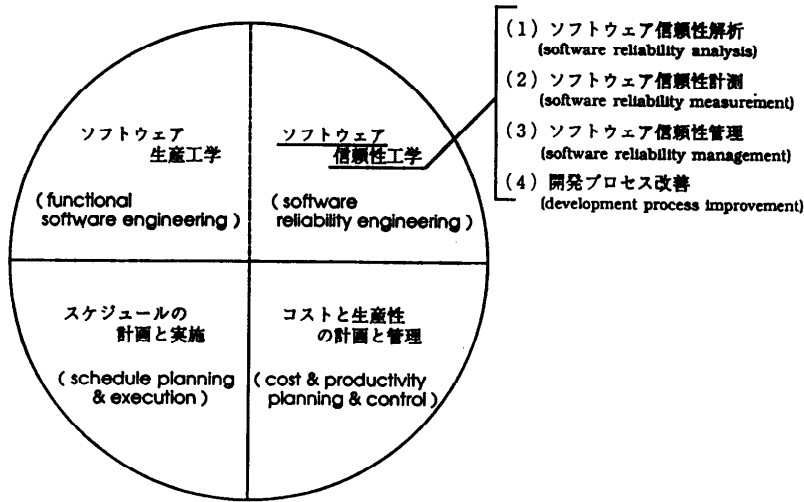 ソフトウェア
生産工学
(functional
software engineering)
ソフトウェア
信頼性工学
(software
reliability engineering)
スケジュールの
計画と実施
(schedule planning
& execution)
コストと生産性
の計画と管理
(cost & productivity
planning & control)
(1) ソフトウェア信頼性解析
(software reliability analysis)
(2) ソフトウェア信頼性計測
(software reliability measurement)
(3) ソフトウェア信頼性管理
(software reliability management)
(4) 開発プロセス改善
(development process improvement)